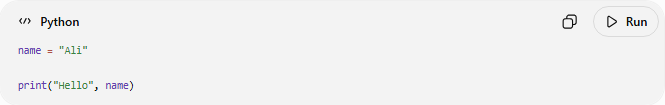 Python
Run
name = "Ali"
print("Hello", name)